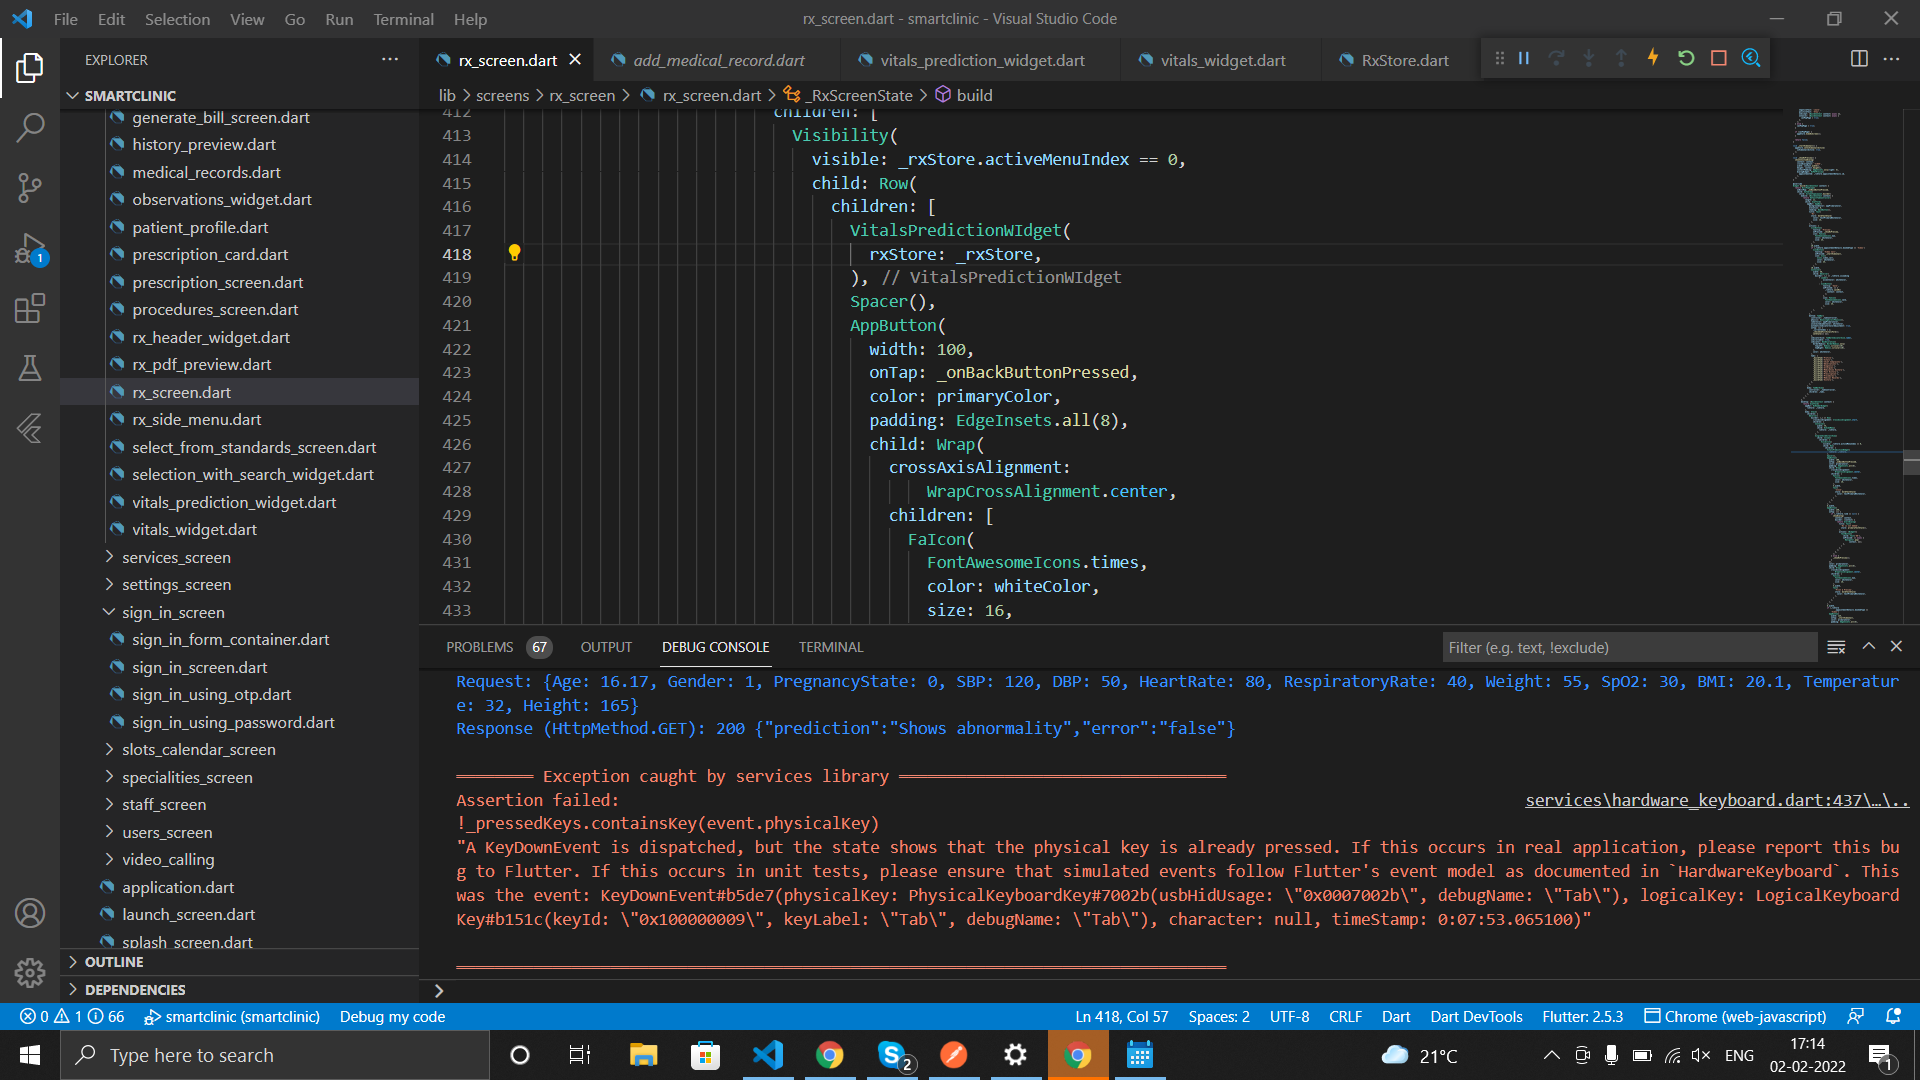 File Edit Selection View Go Run Terminal Help
rx_screen.dart - smartclinic - Visual Studio Code
EXPLORER
SMARTCLINIC
generate_bill_screen.dart
history_preview.dart
medical_records.dart
observations_widget.dart
patient_profile.dart
prescription_card.dart
prescription_screen.dart
procedures_screen.dart
rx_header_widget.dart
rx_pdf_preview.dart
rx_screen.dart
rx_side_menu.dart
select_from_standards_screen.dart
selection_with_search_widget.dart
vitals_prediction_widget.dart
vitals_widget.dart
services_screen
settings_screen
sign_in_screen
sign_in_form_container.dart
sign_in_screen.dart
sign_in_using_otp.dart
sign_in_using_password.dart
slots_calendar_screen
specialities_screen
staff_screen
users_screen
video_calling
application.dart
launch_screen.dart
splash_screen.dart
OUTLINE
DEPENDENCIES
1
rx_screen.dart add_medical_record.dart vitals_prediction_widget.dart vitals_widget.dart RxStore.dart
lib > screens > rx_screen > rx_screen.dart > _RxScreenState > build
412 children: [
413 Visibility(
414 visible: _rxStore.activeMenuIndex == 0,
415 child: Row(
416 children: [
417 VitalsPredictionWIdget(
418 rxStore: _rxStore,
419 ), // VitalsPredictionWIdget
420 Spacer(),
421 AppButton(
422 width: 100,
423 onTap: _onBackButtonPressed,
424 color: primaryColor,
425 padding: EdgeInsets.all(8),
426 child: Wrap(
427 crossAxisAlignment:
428 WrapCrossAlignment.center,
429 children: [
430 FaIcon(
431 FontAwesomeIcons.times,
432 color: whiteColor,
433 size: 16,
PROBLEMS 67 OUTPUT DEBUG CONSOLE TERMINAL
Filter (e.g. text, !exclude)
Request: {Age: 16.17, Gender: 1, PregnancyState: 0, SBP: 120, DBP: 50, HeartRate: 80, RespiratoryRate: 40, Weight: 55, SpO2: 30, BMI: 20.1, Temperatur
e: 32, Height: 165}
Response (HttpMethod.GET): 200 {"prediction":"Shows abnormality","error":"false"}
════════ Exception caught by services library ══════════════════════════════════
Assertion failed: services\hardware_keyboard.dart:437\…\..
!_pressedKeys.containsKey(event.physicalKey)
"A KeyDownEvent is dispatched, but the state shows that the physical key is already pressed. If this occurs in real application, please report this bu
g to Flutter. If this occurs in unit tests, please ensure that simulated events follow Flutter's event model as documented in `HardwareKeyboard`. This
was the event: KeyDownEvent#b5de7(physicalKey: PhysicalKeyboardKey#7002b(usbHidUsage: \"0x0007002b\", debugName: \"Tab\"), logicalKey: LogicalKeyboard
Key#b151c(keyId: \"0x100000009\", keyLabel: \"Tab\", debugName: \"Tab\"), character: null, timeStamp: 0:07:53.065100)"
════════════════════════════════════════════════════════════════════════════════
0 1 66 smartclinic (smartclinic) Debug my code Ln 418, Col 57 Spaces: 2 UTF-8 CRLF Dart Dart DevTools Flutter: 2.5.3 Chrome (web-javascript)
Type here to search
2
21°C
ENG
17:14
02-02-2022
1